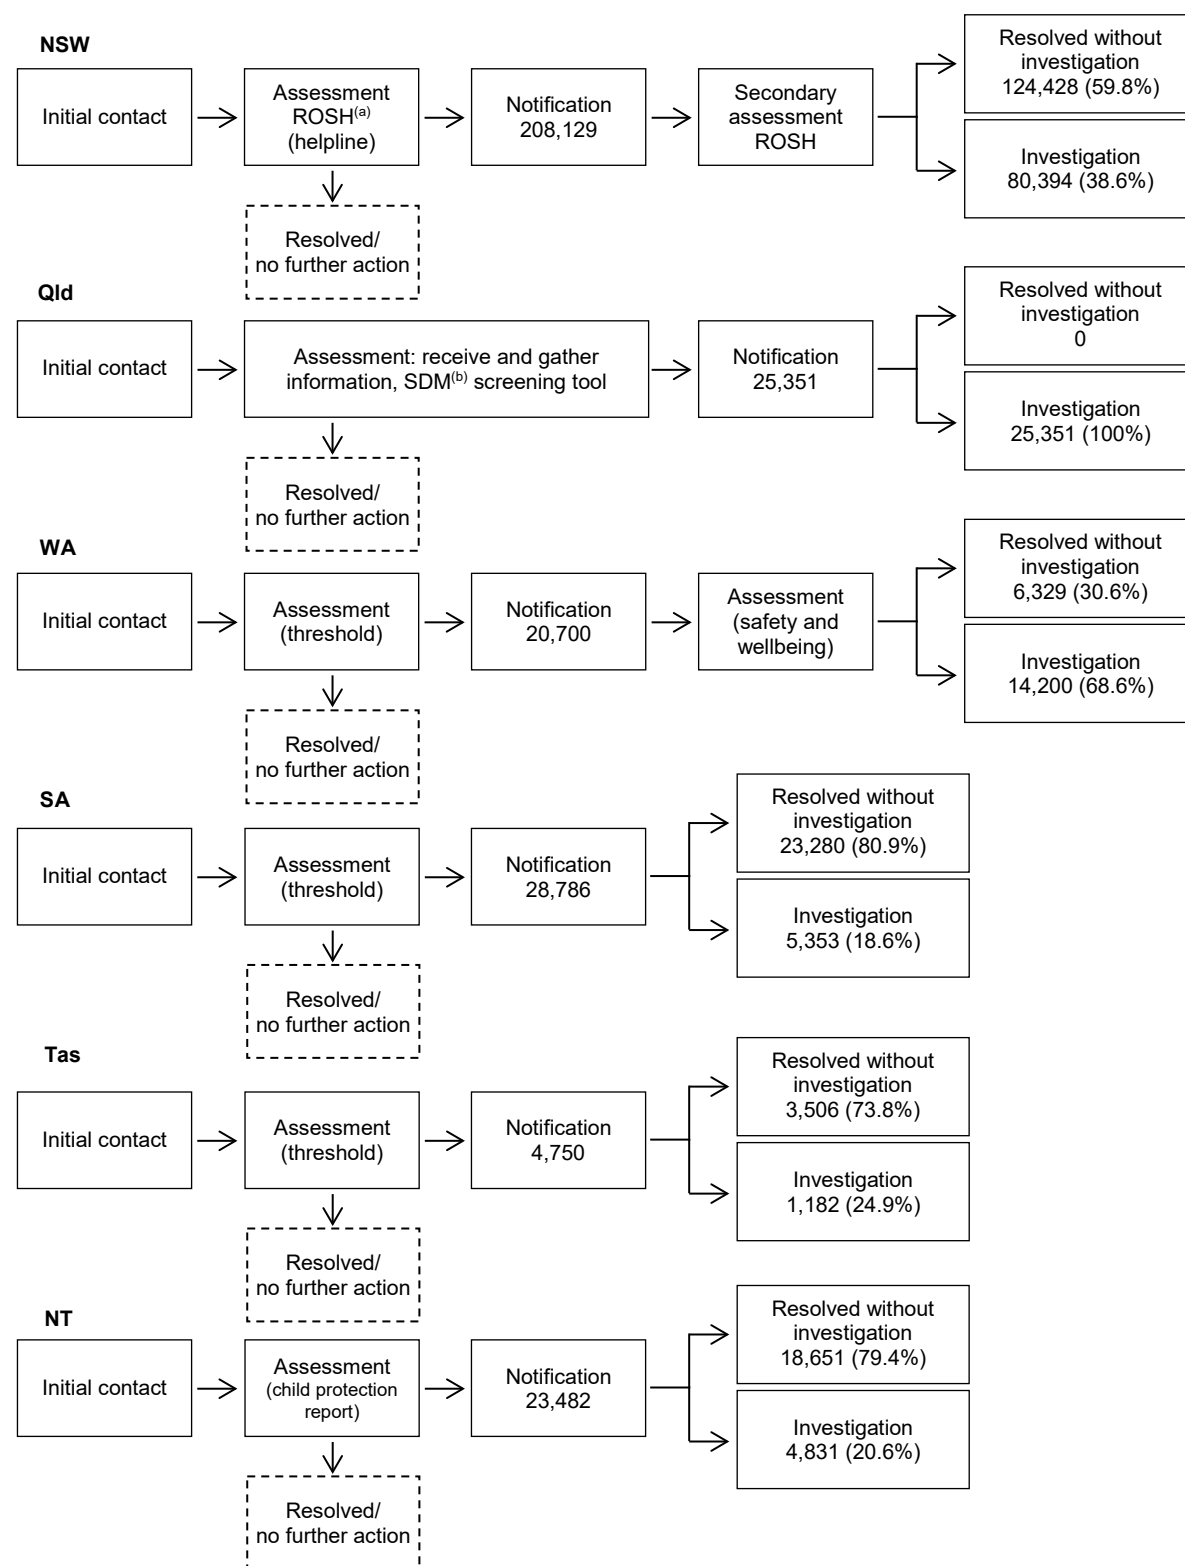 NSW
Initial contact
Assessment
ROSH(a)
(helpline)
Notification
208,129
Secondary
assessment
ROSH
Resolved without
investigation
124,428 (59.8%)
Investigation
80,394 (38.6%)
Resolved/
no further action
Qld
Initial contact
Assessment: receive and gather
information, SDM(b) screening tool
Notification
25,351
Resolved without
investigation
0
Investigation
25,351 (100%)
Resolved/
no further action
WA
Initial contact
Assessment
(threshold)
Notification
20,700
Assessment
(safety and
wellbeing)
Resolved without
investigation
6,329 (30.6%)
Investigation
14,200 (68.6%)
Resolved/
no further action
SA
Initial contact
Assessment
(threshold)
Notification
28,786
Resolved without
investigation
23,280 (80.9%)
Investigation
5,353 (18.6%)
Resolved/
no further action
Tas
Initial contact
Assessment
(threshold)
Notification
4,750
Resolved without
investigation
3,506 (73.8%)
Investigation
1,182 (24.9%)
Resolved/
no further action
NT
Initial contact
Assessment
(child protection
report)
Notification
23,482
Resolved without
investigation
18,651 (79.4%)
Investigation
4,831 (20.6%)
Resolved/
no further action